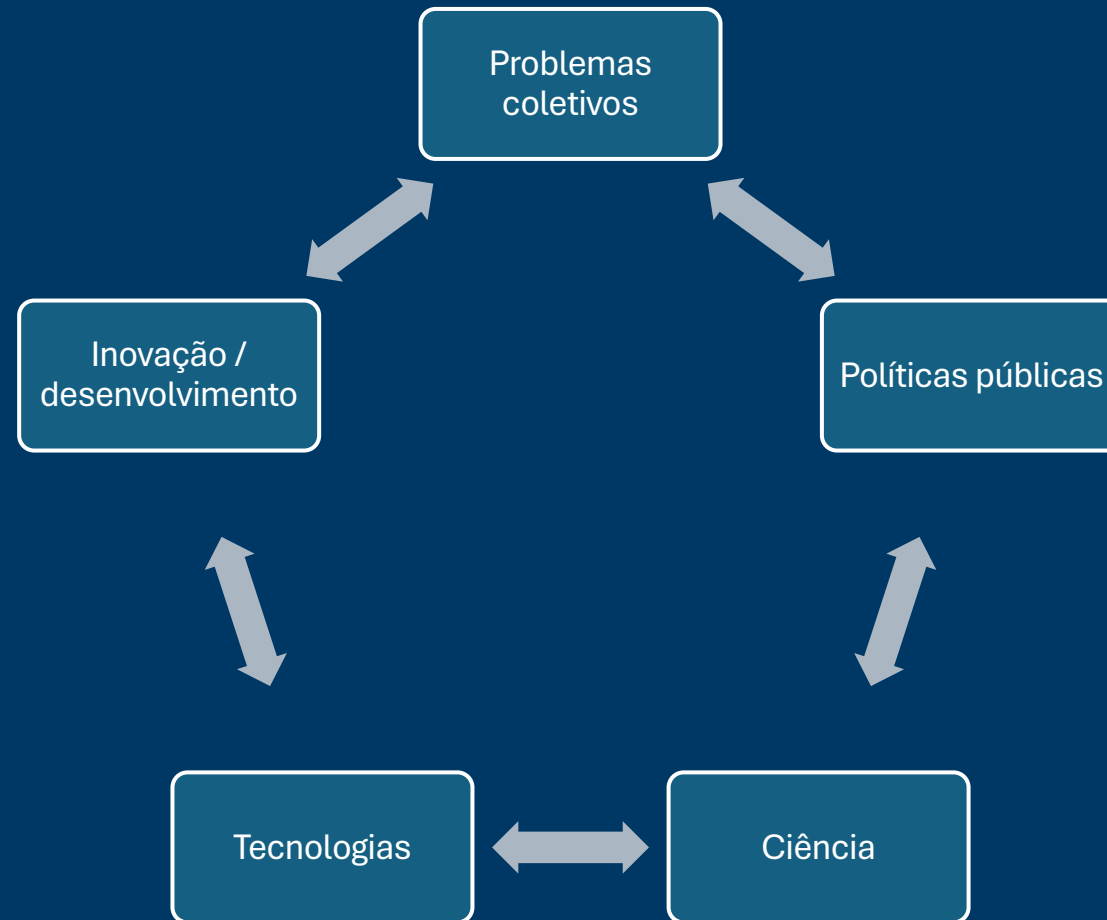 Problemas
coletivos
Inovação /
desenvolvimento
Políticas públicas
Tecnologias
Ciência